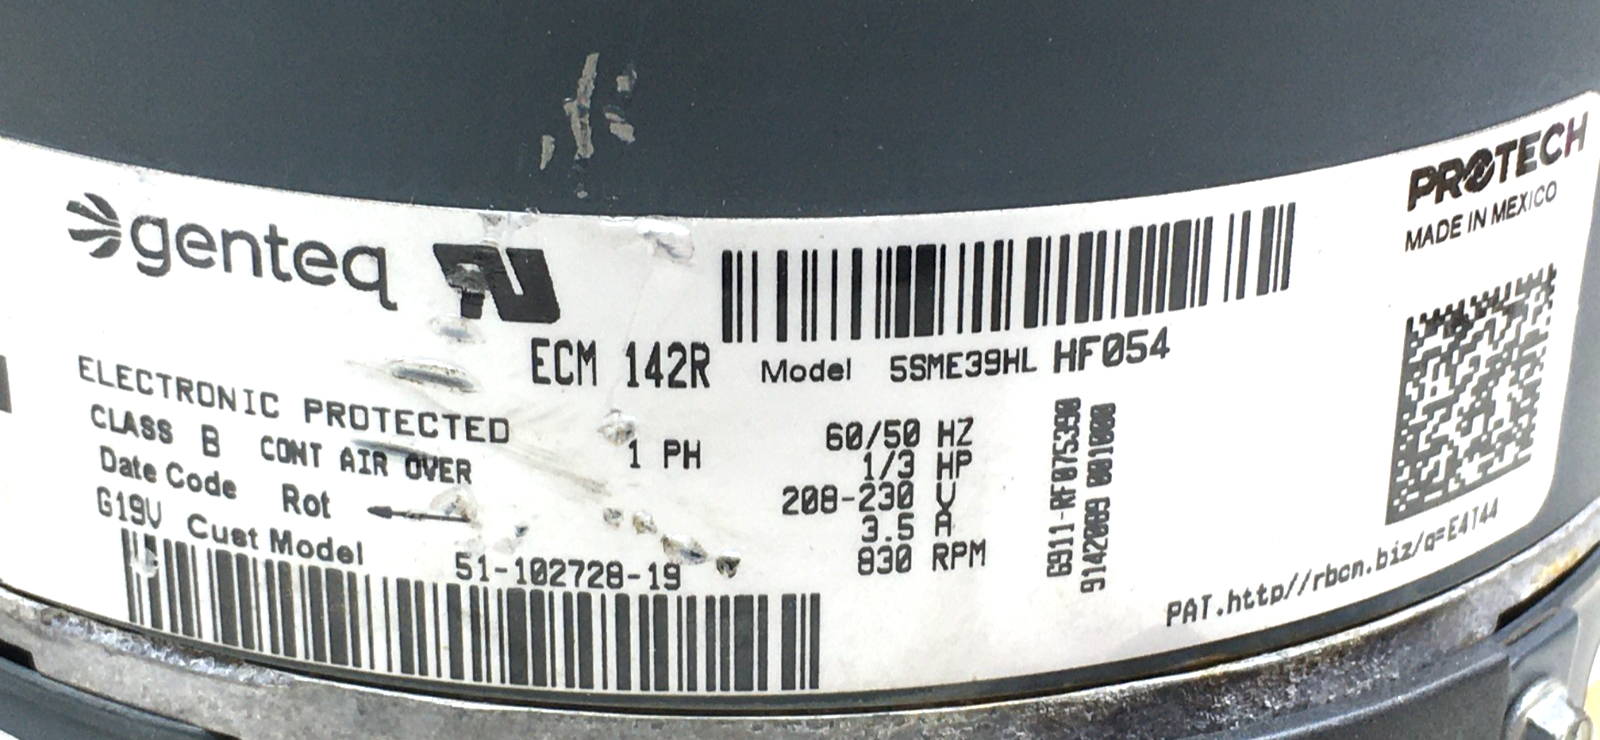 genteq
PROTECH
MADE IN MEXICO
ECM 142R Model 5SME39HL HF054
ELECTRONIC PROTECTED
CLASS B CONT AIR OVER
1 PH
60/50 HZ
1/3 HP
208-230 V
3.5 A
830 RPM
Date Code Rot
G19V Cust Model 51-102728-19
G911-RF075390
9142089 001000
PAT.http//rbcn.biz/q=E4T44